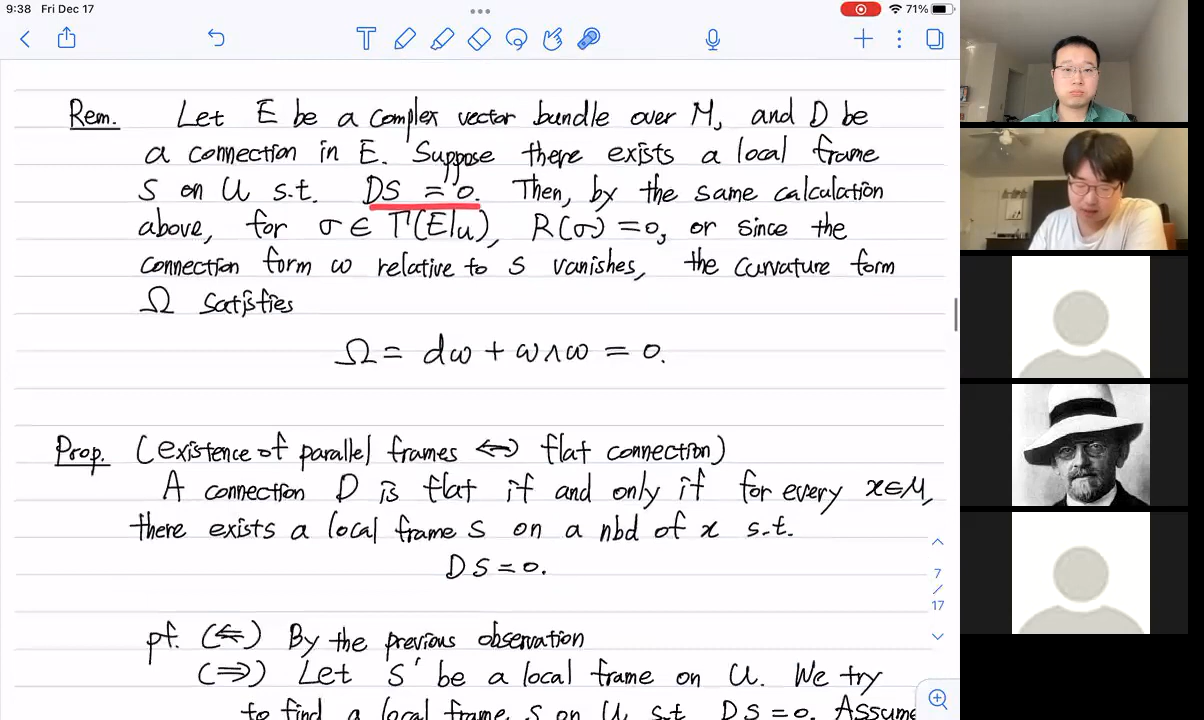 9:38 Fri Dec 17
71%
Rem. Let E be a complex vector bundle over M, and D be
a connection in E. Suppose there exists a local frame
S on U s.t. DS = 0. Then, by the same calculation
above, for σ ∈ Γ(E|u), R(σ) = 0, or since the
connection form ω relative to S vanishes, the curvature form
Ω satisfies
Ω = dω + ω∧ω = 0.
Prop. (existence of parallel frames ⟺ flat connection)
A connection D is flat if and only if for every x∈M,
there exists a local frame S on a nbd of x s.t.
DS = 0.
pf. (⇐) By the previous observation
(⇒) Let S' be a local frame on U. We try
to find a local frame S on U s.t. DS = 0. Assume
7
/
17